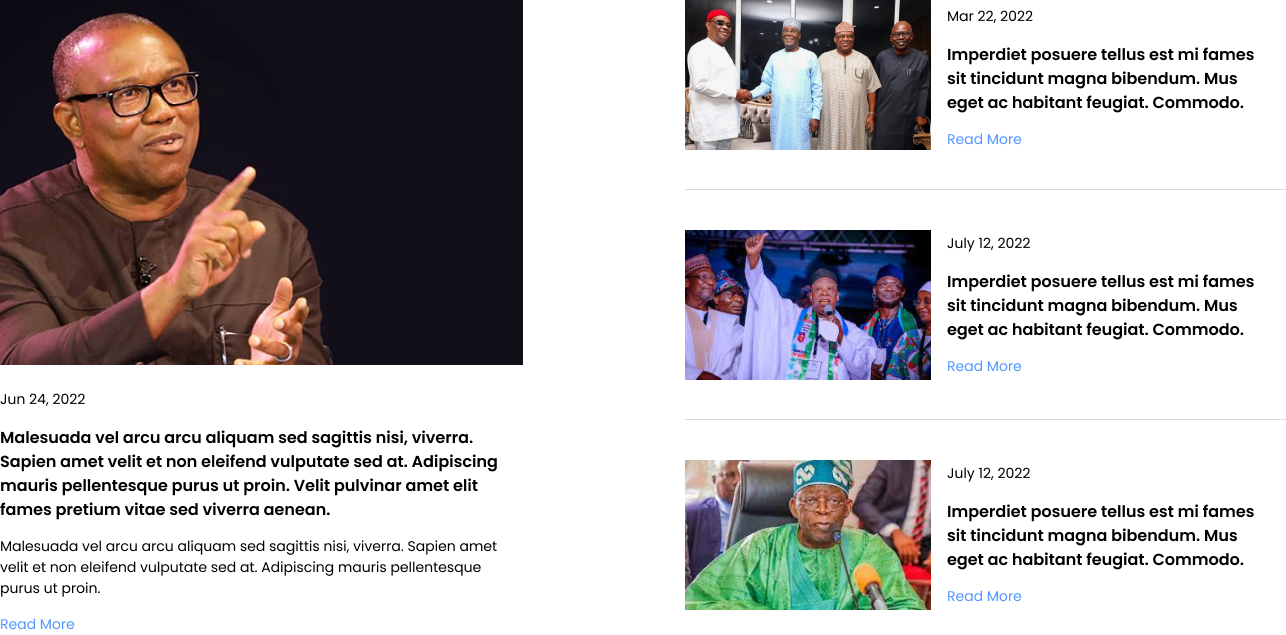 Jun 24, 2022
Malesuada vel arcu arcu aliquam sed sagittis nisi, viverra.
Sapien amet velit et non eleifend vulputate sed at. Adipiscing
mauris pellentesque purus ut proin. Velit pulvinar amet elit
fames pretium vitae sed viverra aenean.
Malesuada vel arcu arcu aliquam sed sagittis nisi, viverra. Sapien amet
velit et non eleifend vulputate sed at. Adipiscing mauris pellentesque
purus ut proin.
Read More
Mar 22, 2022
Imperdiet posuere tellus est mi fames
sit tincidunt magna bibendum. Mus
eget ac habitant feugiat. Commodo.
Read More
July 12, 2022
Imperdiet posuere tellus est mi fames
sit tincidunt magna bibendum. Mus
eget ac habitant feugiat. Commodo.
Read More
July 12, 2022
Imperdiet posuere tellus est mi fames
sit tincidunt magna bibendum. Mus
eget ac habitant feugiat. Commodo.
Read More